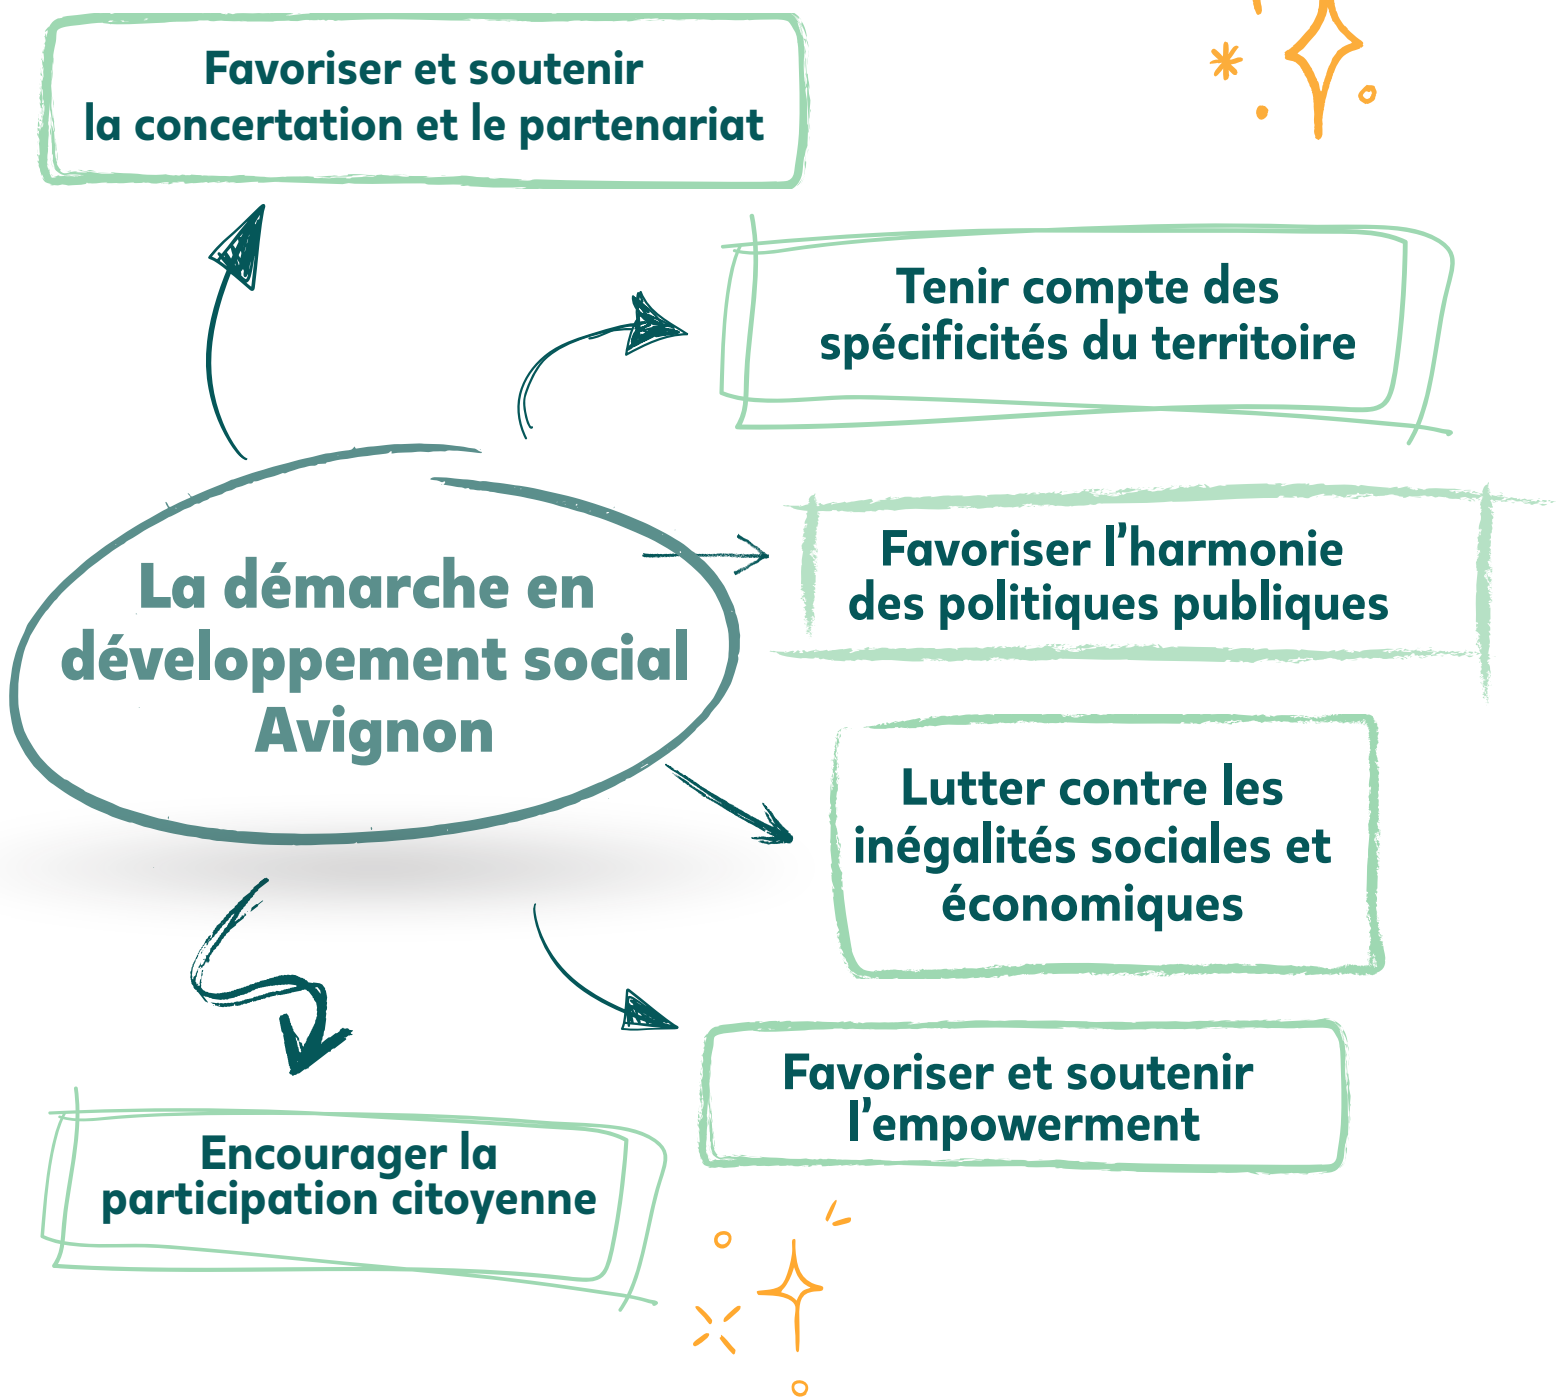 Favoriser et soutenir
la concertation et le partenariat
Tenir compte des
spécificités du territoire
Favoriser l'harmonie
des politiques publiques
La démarche en
développement social
Avignon
Lutter contre les
inégalités sociales et
économiques
Favoriser et soutenir
l'empowerment
Encourager la
participation citoyenne